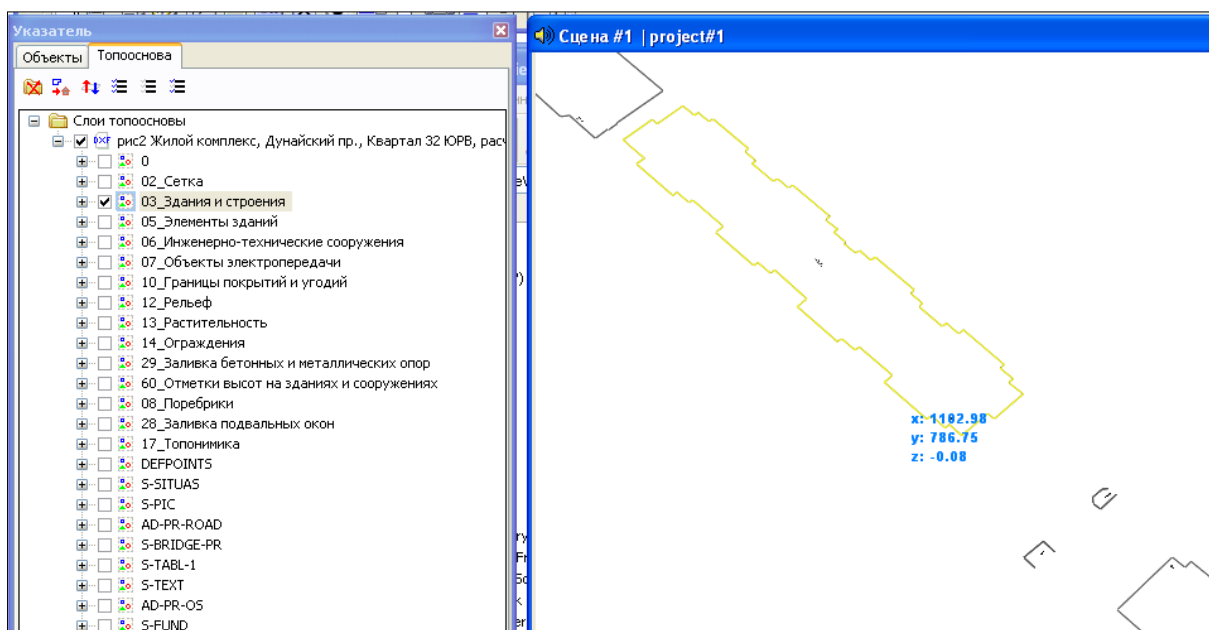 Указатель
Объекты Топооснова
Слои топоосновы
DXF рис2 Жилой комплекс, Дунайский пр., Квартал 32 ЮРВ, расч
0
02_Сетка
03_Здания и строения
05_Элементы зданий
06_Инженерно-технические сооружения
07_Объекты электропередачи
10_Границы покрытий и угодий
12_Рельеф
13_Растительность
14_Ограждения
29_Заливка бетонных и металлических опор
60_Отметки высот на зданиях и сооружениях
08_Поребрики
28_Заливка подвальных окон
17_Топонимика
DEFPOINTS
S-SITUAS
S-PIC
AD-PR-ROAD
S-BRIDGE-PR
S-TABL-1
S-TEXT
AD-PR-OS
S-FUND
Сцена #1 | project#1
x: 1102.98
y: 786.75
z: -0.08